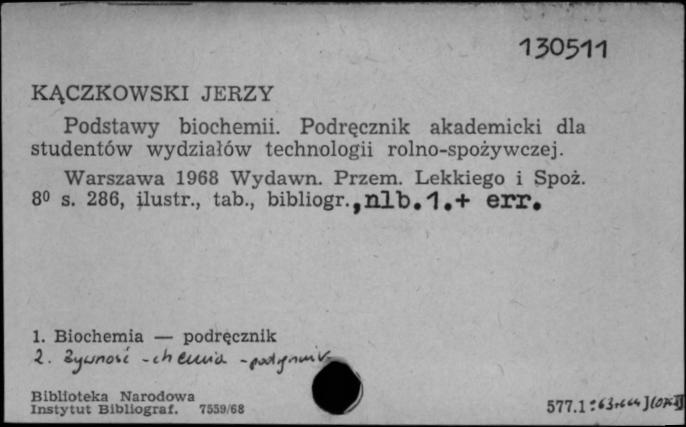 130511
KĄCZKOWSKI JERZY
Podstawy biochemii. Podręcznik akademicki dla
studentów wydziałów technologii rolno-spożywczej.
Warszawa 1968 Wydawn. Przem. Lekkiego i Spoż.
8⁰ s. 286, ilustr., tab., bibliogr.,nlb.1.+ err.
1. Biochemia — podręcznik
2. Żywność - chemia - podręcznik
Biblioteka Narodowa
Instytut Bibliograf. 7559/68
577.1: